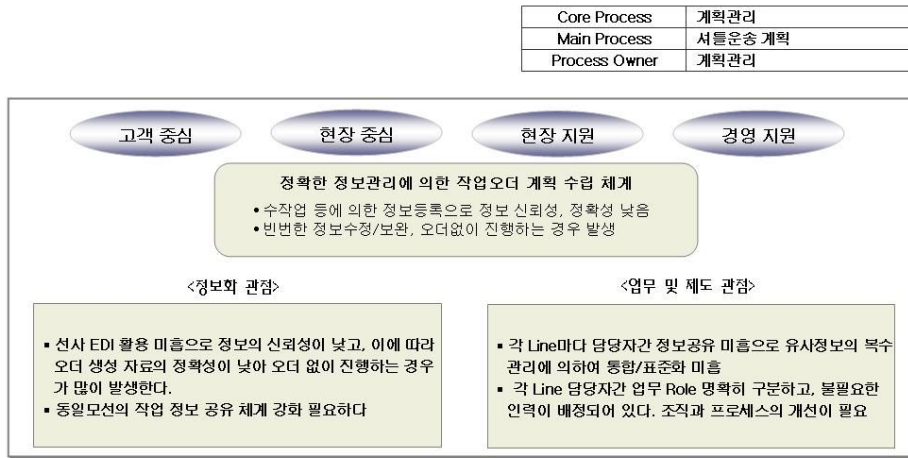 Core Process 계획관리
Main Process 셔틀운송 계획
Process Owner 계획관리
고객 중심 현장 중심 현장 지원 경영 지원
정확한 정보관리에 의한 작업오더 계획 수립 체계
• 수작업 등에 의한 정보등록으로 정보 신뢰성, 정확성 낮음
• 빈번한 정보수정/보완, 오더없이 진행하는 경우 발생
<정보화 관점>
▪ 선사 EDI 활용 미흡으로 정보의 신뢰성이 낮고, 이에 따라
오더 생성 자료의 정확성이 낮아 오더 없이 진행하는 경우
가 많이 발생한다.
▪ 동일모선의 작업 정보 공유 체계 강화 필요하다
<업무 및 제도 관점>
▪ 각 Line마다 담당자간 정보공유 미흡으로 유사정보의 복수
관리에 의하여 통합/표준화 미흡
▪ 각 Line 담당자간 업무 Role 명확히 구분하고, 불필요한
인력이 배정되어 있다. 조직과 프로세스의 개선이 필요